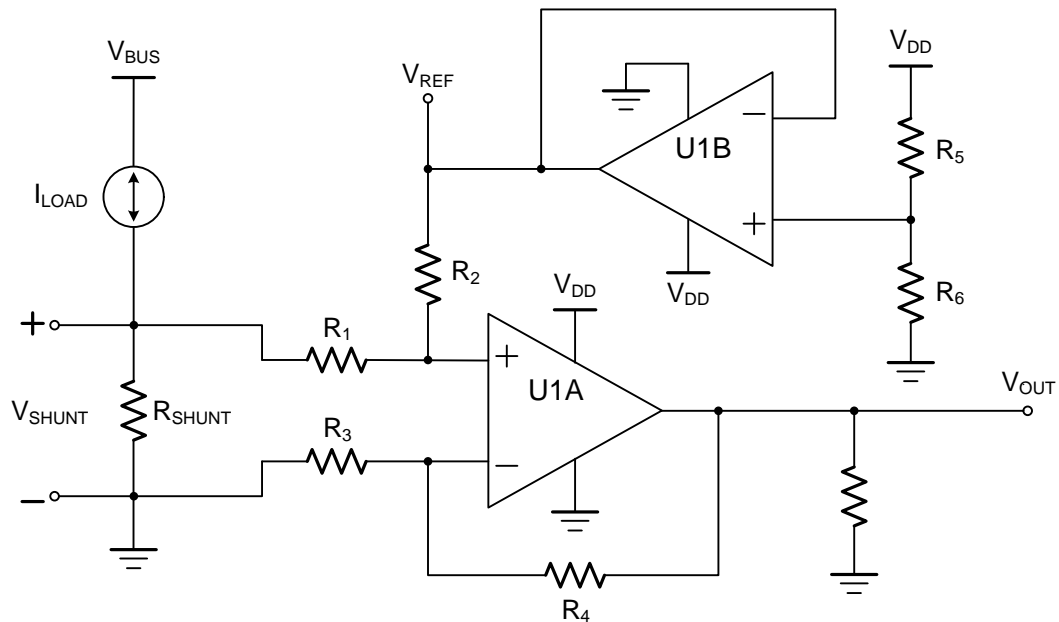 V_BUS
V_REF
V_DD
U1B
−
+
R_5
I_LOAD
R_2
V_DD
V_DD
R_6
+
R_1
+
U1A
V_OUT
V_SHUNT
R_SHUNT
R_3
−
−
R_4